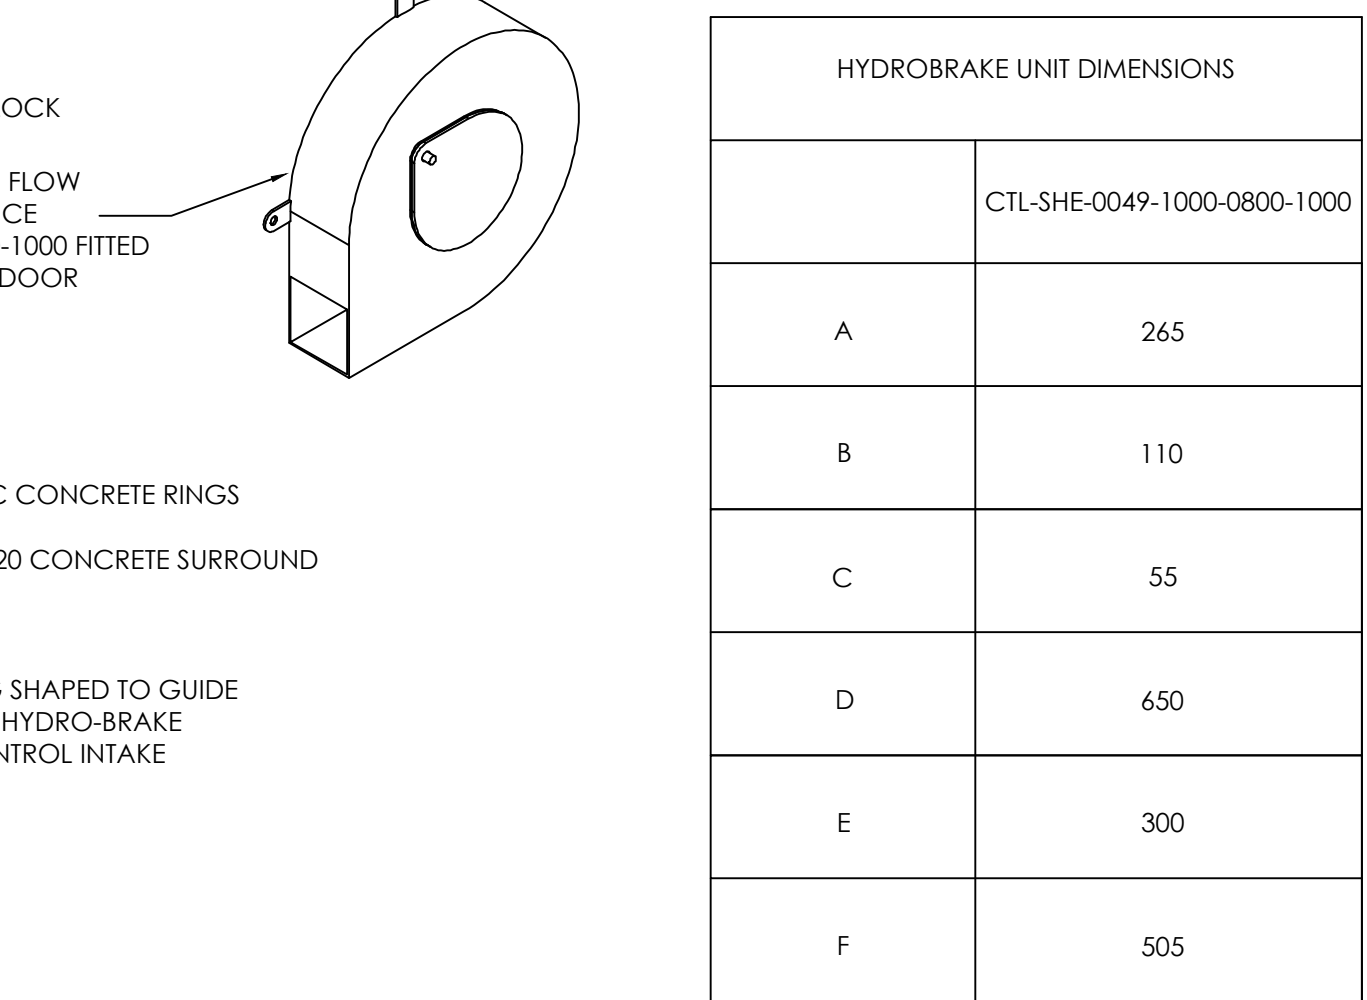 OCK
FLOW
CE
-1000 FITTED
DOOR
CONCRETE RINGS
20 CONCRETE SURROUND
SHAPED TO GUIDE
HYDRO-BRAKE
NTROL INTAKE
HYDROBRAKE UNIT DIMENSIONS
CTL-SHE-0049-1000-0800-1000
A 265
B 110
C 55
D 650
E 300
F 505